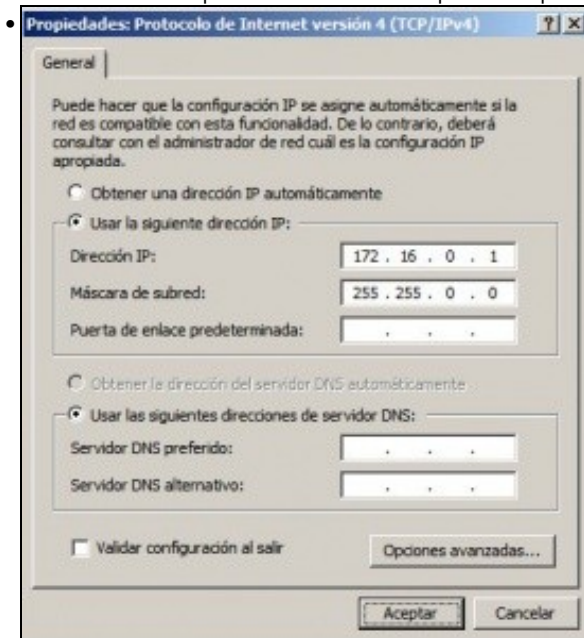 Propiedades: Protocolo de Internet versión 4 (TCP/IPv4)
General
Puede hacer que la configuración IP se asigne automáticamente si la
red es compatible con esta funcionalidad. De lo contrario, deberá
consultar con el administrador de red cuál es la configuración IP
apropiada.
Obtener una dirección IP automáticamente
Usar la siguiente dirección IP:
Dirección IP: 172 . 16 . 0 . 1
Máscara de subred: 255 . 255 . 0 . 0
Puerta de enlace predeterminada: . . .
Obtener la dirección del servidor DNS automáticamente
Usar las siguientes direcciones de servidor DNS:
Servidor DNS preferido: . . .
Servidor DNS alternativo: . . .
Validar configuración al salir
Opciones avanzadas...
Aceptar Cancelar